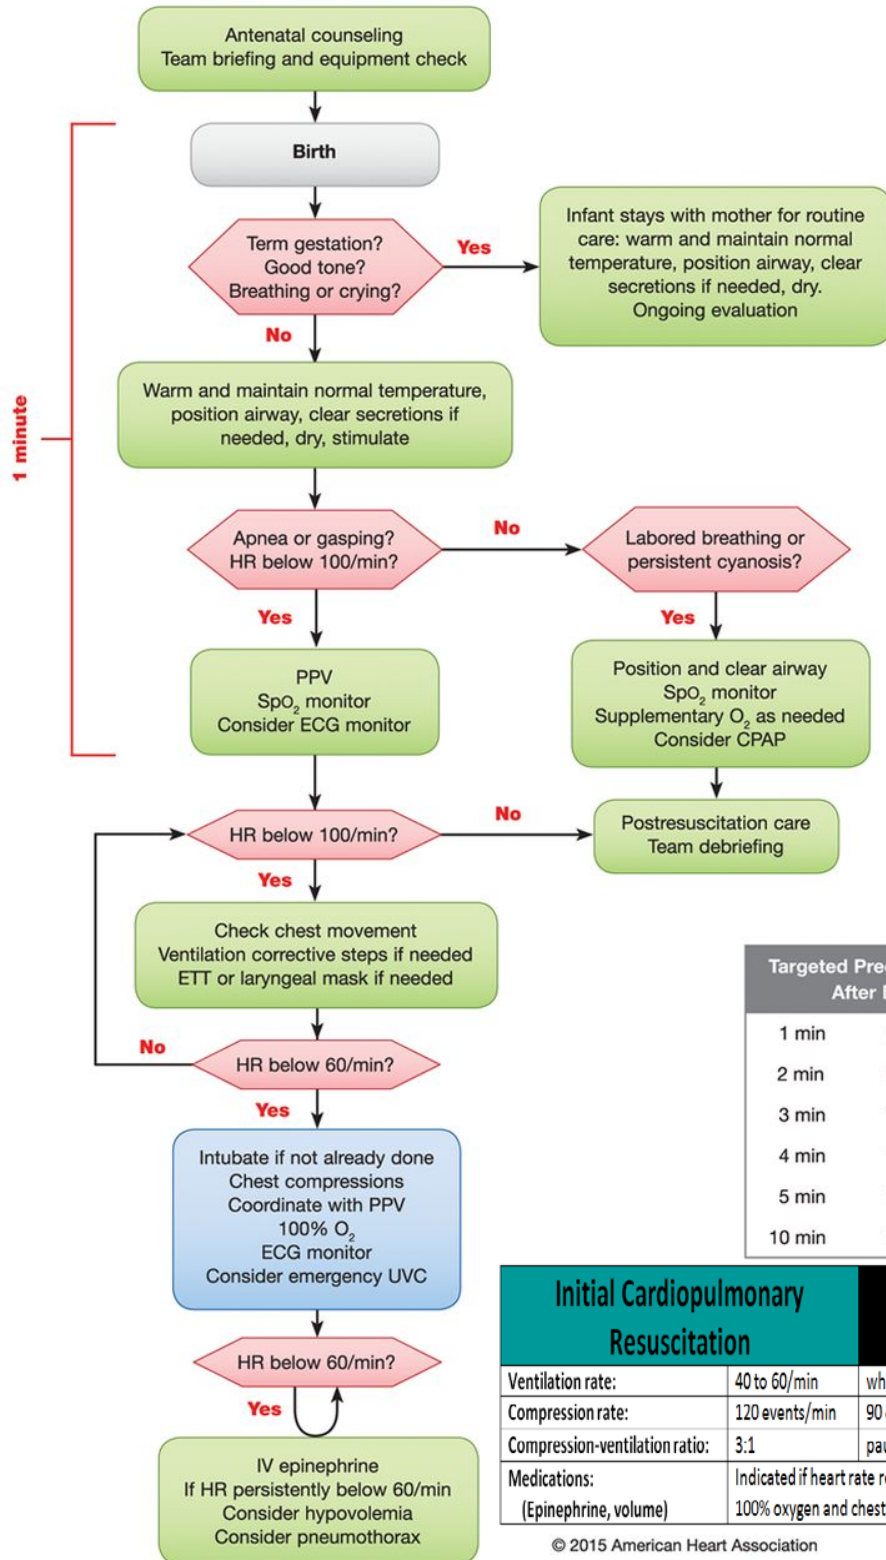 Antenatal counseling
Team briefing and equipment check
Birth
1 minute
Term gestation?
Good tone?
Breathing or crying?
Yes
Infant stays with mother for routine
care: warm and maintain normal
temperature, position airway, clear
secretions if needed, dry.
Ongoing evaluation
No
Warm and maintain normal temperature,
position airway, clear secretions if
needed, dry, stimulate
Apnea or gasping?
HR below 100/min?
No
Labored breathing or
persistent cyanosis?
Yes
Yes
PPV
SpO₂ monitor
Consider ECG monitor
Position and clear airway
SpO₂ monitor
Supplementary O₂ as needed
Consider CPAP
HR below 100/min?
No
Postresuscitation care
Team debriefing
Yes
Check chest movement
Ventilation corrective steps if needed
ETT or laryngeal mask if needed
No
HR below 60/min?
Yes
Intubate if not already done
Chest compressions
Coordinate with PPV
100% O₂
ECG monitor
Consider emergency UVC
HR below 60/min?
Yes
IV epinephrine
If HR persistently below 60/min
Consider hypovolemia
Consider pneumothorax
Targeted
After
1 min
2 min
3 min
4 min
5 min
10 min
Initial Cardiopulmonary
Resuscitation
Ventilation rate: 40 to 60/min
Compression rate: 120 events/min 90
Compression-ventilation ratio: 3:1
Medications: Indicated if heart rate
(Epinephrine, volume) 100% oxygen and chest
© 2015 American Heart Association